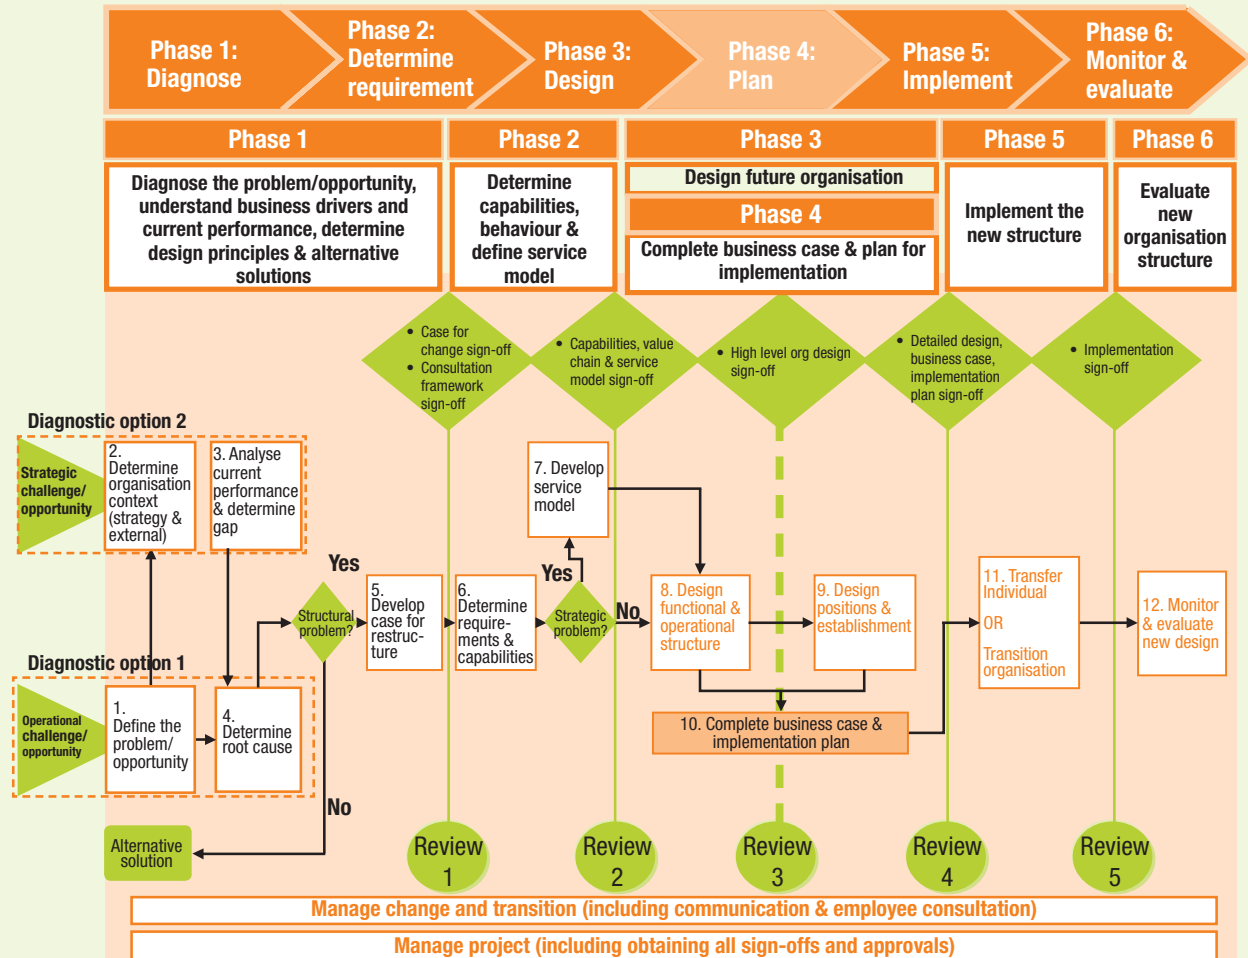 Phase 1:
Diagnose
Phase 2:
Determine
requirement
Phase 3:
Design
Phase 4:
Plan
Phase 5:
Implement
Phase 6:
Monitor &
evaluate
Phase 1
Phase 2
Phase 3
Phase 5
Phase 6
Diagnose the problem/opportunity,
understand business drivers and
current performance, determine
design principles & alternative
solutions
Determine
capabilities,
behaviour &
define service
model
Design future organisation
Phase 4
Complete business case & plan for
implementation
Implement the
new structure
Evaluate
new
organisation
structure
• Case for
change sign-off
• Consultation
framework
sign-off
• Capabilities, value
chain & service
model sign-off
• High level org design
sign-off
• Detailed design,
business case,
implementation
plan sign-off
• Implementation
sign-off
Diagnostic option 2
Strategic
challenge/
opportunity
2.
Determine
organisation
context
(strategy &
external)
3. Analyse
current
performance
& determine
gap
7. Develop
service
model
Yes
Structural
problem?
5.
Develop
case for
restruc-
ture
6.
Determine
require-
ments &
capabilities
Yes
Strategic
problem?
No
8. Design
functional &
operational
structure
9. Design
positions &
establishment
11. Transfer
Individual
OR
Transition
organisation
12. Monitor
& evaluate
new design
Diagnostic option 1
Operational
challenge/
opportunity
1.
Define the
problem/
opportunity
4.
Determine
root cause
10. Complete business case &
implementation plan
No
Alternative
solution
Review
1
Review
2
Review
3
Review
4
Review
5
Manage change and transition (including communication & employee consultation)
Manage project (including obtaining all sign-offs and approvals)